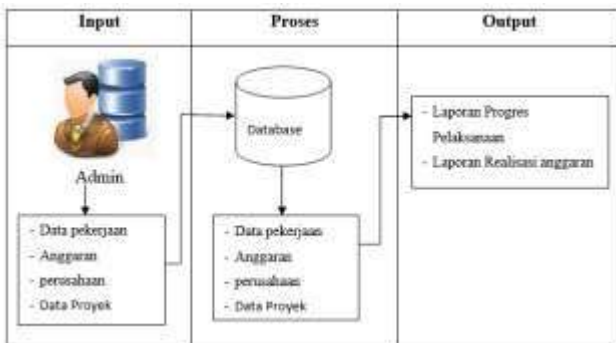 Input
Proses
Output
Admin
- Data pekerjaan
- Anggaran
- perusahaan
- Data Proyek
Database
- Data pekerjaan
- Anggaran
- perusahaan
- Data Proyek
- Laporan Progres
Pelaksanaan
- Laporan Realisasi anggaran